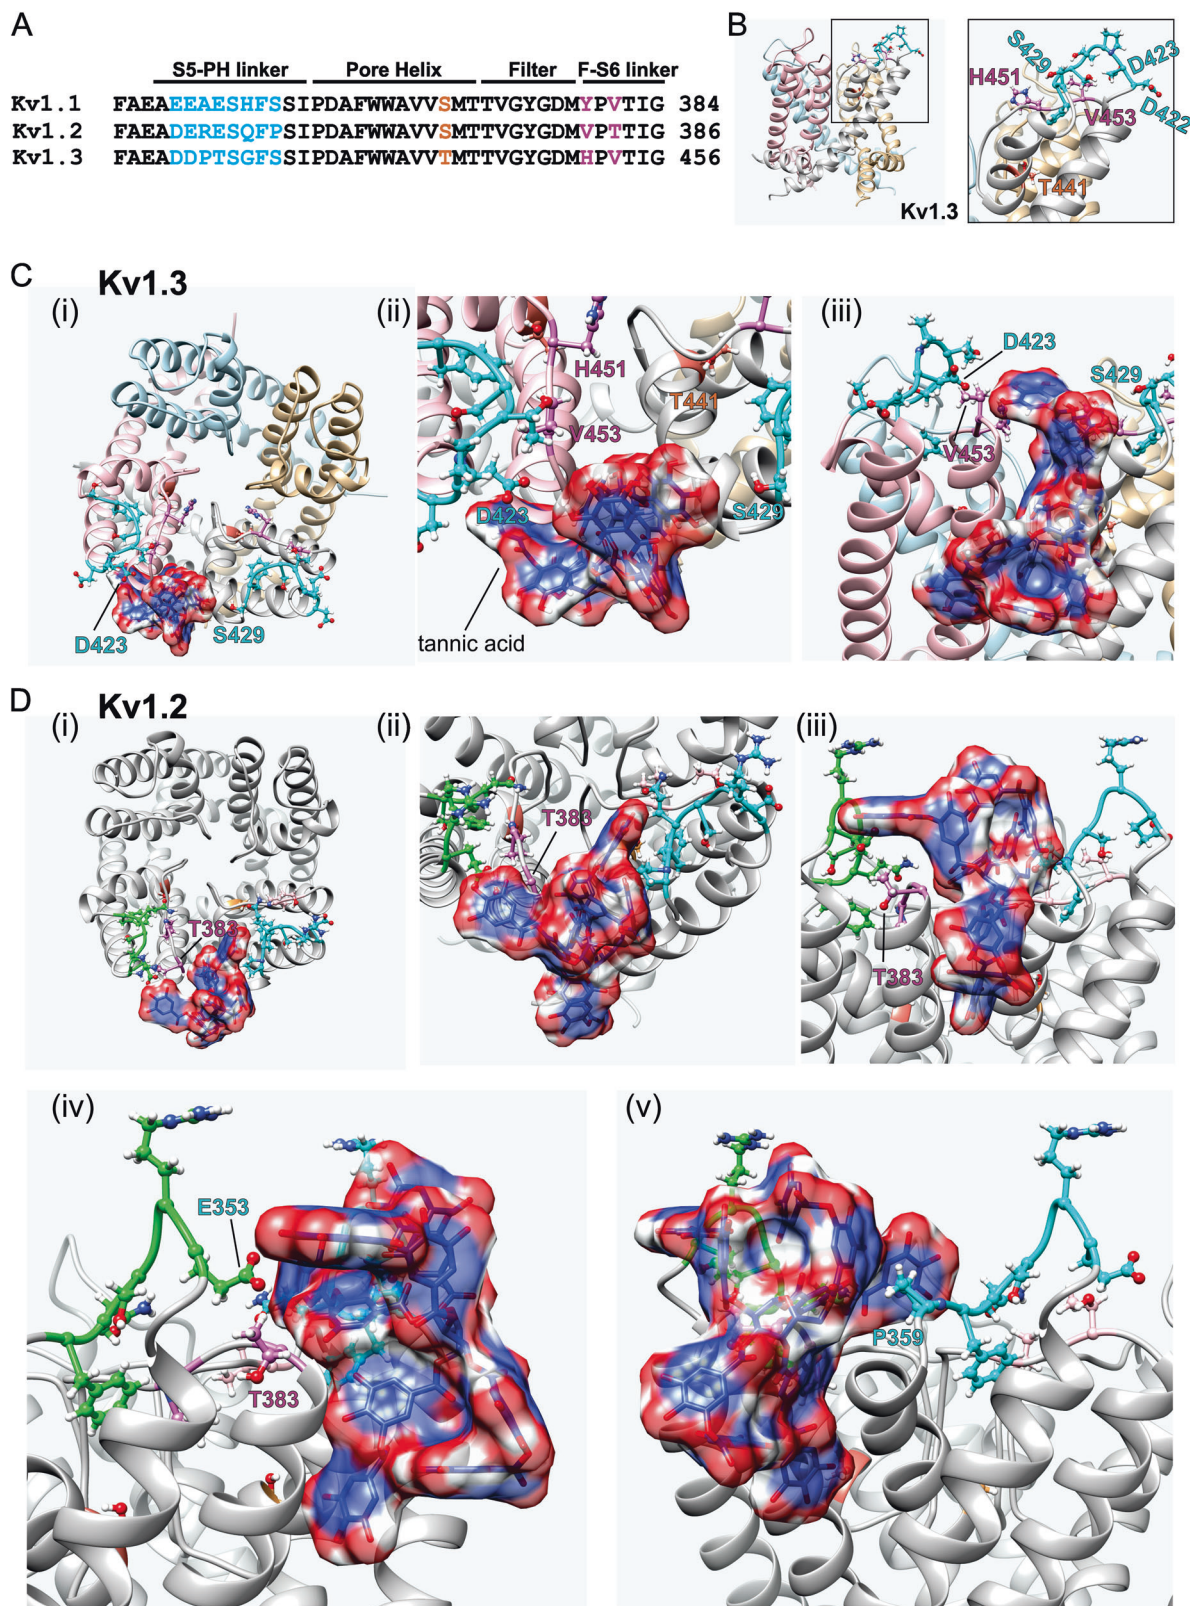 A
S5-PH linker Pore Helix Filter F-S6 linker
Kv1.1 FAEAEEAESHFSSIPDAFWWAVVSMTTVGYGDMYPVTIG 384
Kv1.2 FAEADERESQFPSIPDAFWWAVVSMTTVGYGDMVPTTIG 386
Kv1.3 FAEADDPTSGFSSIPDAFWWAVVTMTTVGYGDMHPVTIG 456
B
Kv1.3
S429
D423
H451
V453
D422
T441
C Kv1.3
(i)
D423
S429
(ii)
H451
T441
V453
D423
S429
tannic acid
(iii)
D423
S429
V453
D Kv1.2
(i)
T383
(ii)
T383
(iii)
T383
(iv)
E353
T383
(v)
P359